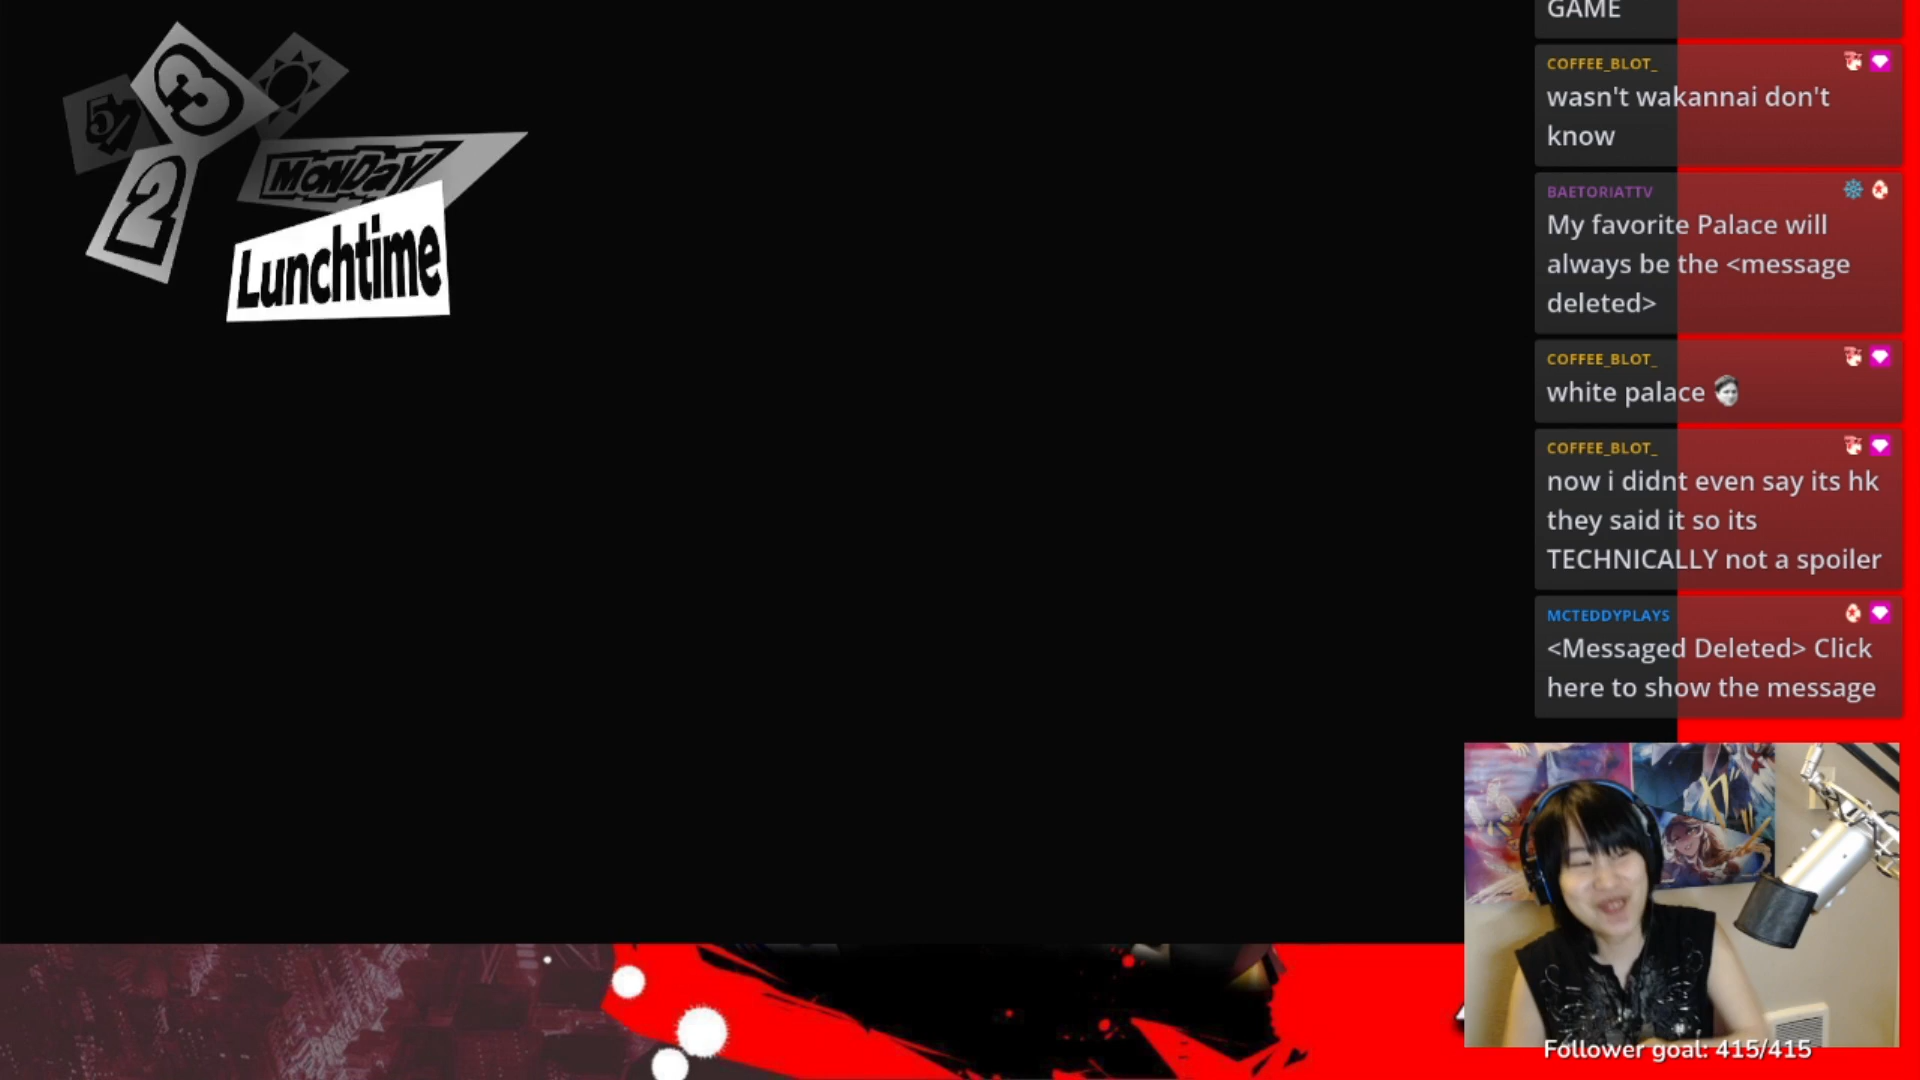 5/
3
2
MONDAY
Lunchtime
GAME
COFFEE_BLOT_
wasn't wakannai don't
know
BAETORIATTV
My favorite Palace will
always be the <message
deleted>
COFFEE_BLOT_
white palace
COFFEE_BLOT_
now i didnt even say its hk
they said it so its
TECHNICALLY not a spoiler
MCTEDDYPLAYS
<Messaged Deleted> Click
here to show the message
Follower goal: 415/415